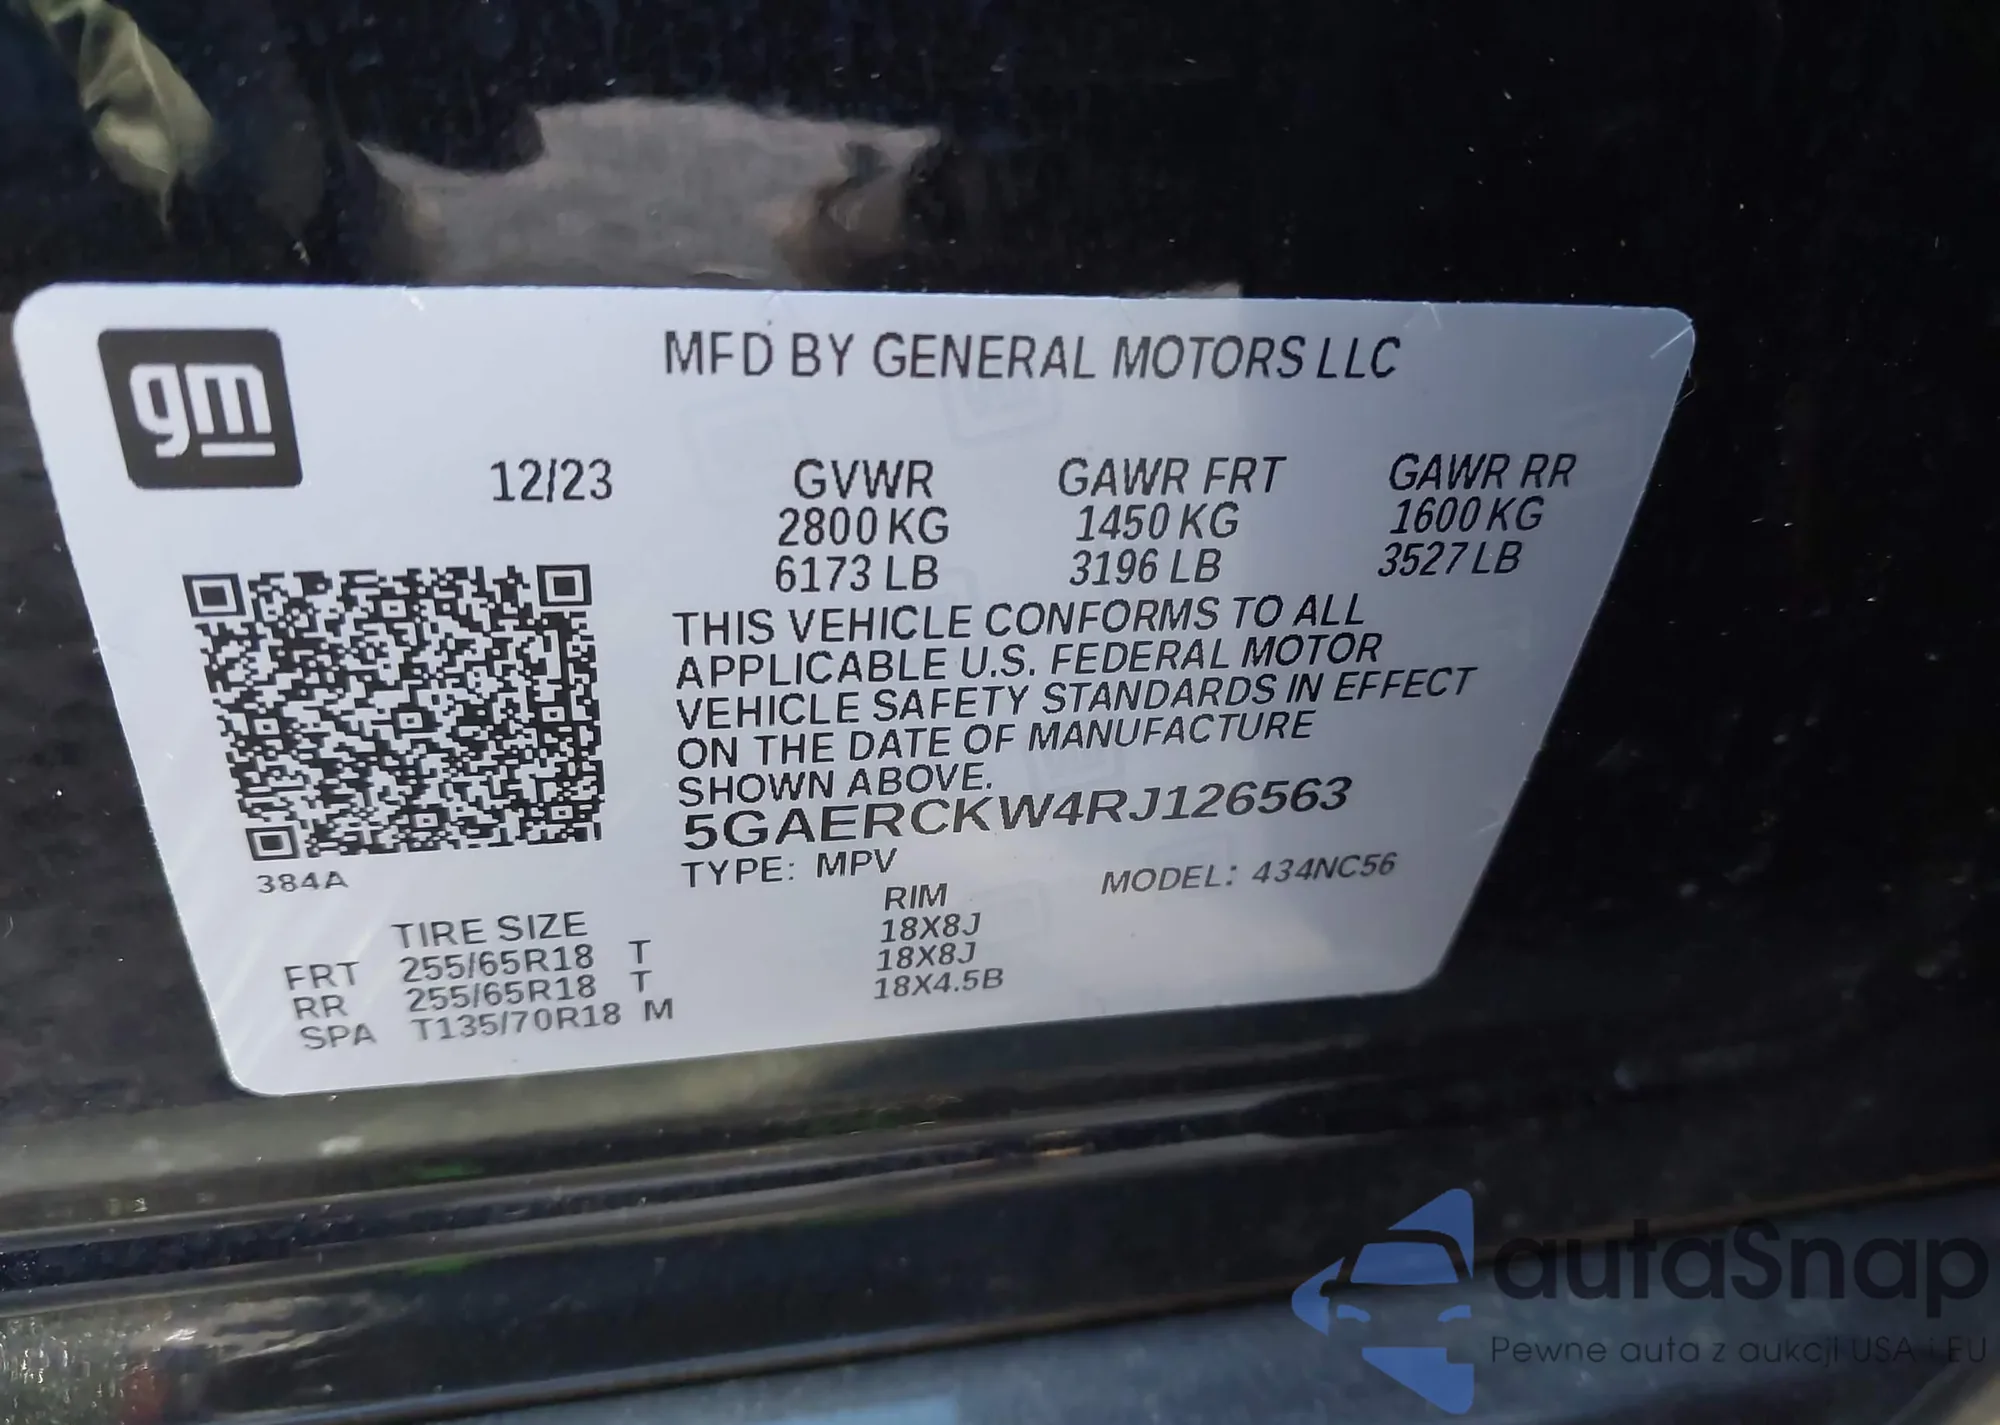 gm
MFD BY GENERAL MOTORS LLC
12/23 GVWR GAWR FRT GAWR RR
2800 KG 1450 KG 1600 KG
6173 LB 3196 LB 3527 LB
THIS VEHICLE CONFORMS TO ALL
APPLICABLE U.S. FEDERAL MOTOR
VEHICLE SAFETY STANDARDS IN EFFECT
ON THE DATE OF MANUFACTURE
SHOWN ABOVE.
5GAERCKW4RJ126563
TYPE: MPV MODEL: 434NC56
384A
TIRE SIZE RIM
FRT 255/65R18 T 18X8J
RR 255/65R18 T 18X8J
SPA T135/70R18 M 18X4.5B
autaSnap
Pewne auta z aukcji USA i EU